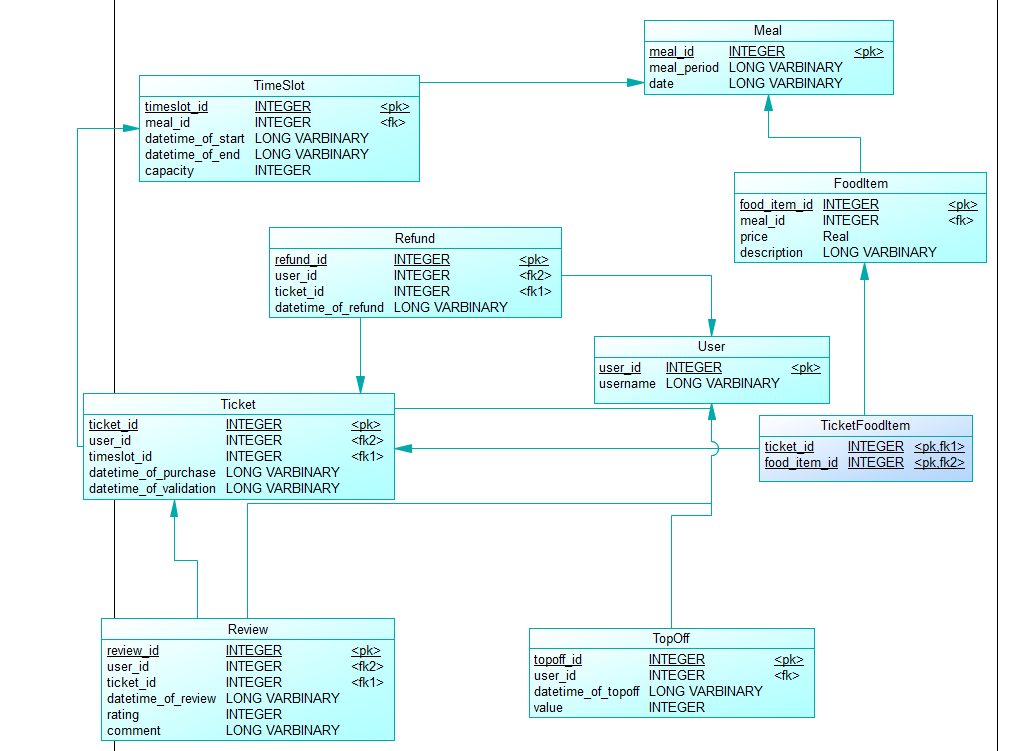 Meal
meal_id INTEGER <pk>
meal_period LONG VARBINARY
date LONG VARBINARY
TimeSlot
timeslot_id INTEGER <pk>
meal_id INTEGER <fk>
datetime_of_start LONG VARBINARY
datetime_of_end LONG VARBINARY
capacity INTEGER
FoodItem
food_item_id INTEGER <pk>
meal_id INTEGER <fk>
price Real
description LONG VARBINARY
Refund
refund_id INTEGER <pk>
user_id INTEGER <fk2>
ticket_id INTEGER <fk1>
datetime_of_refund LONG VARBINARY
User
user_id INTEGER <pk>
username LONG VARBINARY
Ticket
ticket_id INTEGER <pk>
user_id INTEGER <fk2>
timeslot_id INTEGER <fk1>
datetime_of_purchase LONG VARBINARY
datetime_of_validation LONG VARBINARY
TicketFoodItem
ticket_id INTEGER <pk,fk1>
food_item_id INTEGER <pk,fk2>
Review
review_id INTEGER <pk>
user_id INTEGER <fk2>
ticket_id INTEGER <fk1>
datetime_of_review LONG VARBINARY
rating INTEGER
comment LONG VARBINARY
TopOff
topoff_id INTEGER <pk>
user_id INTEGER <fk>
datetime_of_topoff LONG VARBINARY
value INTEGER